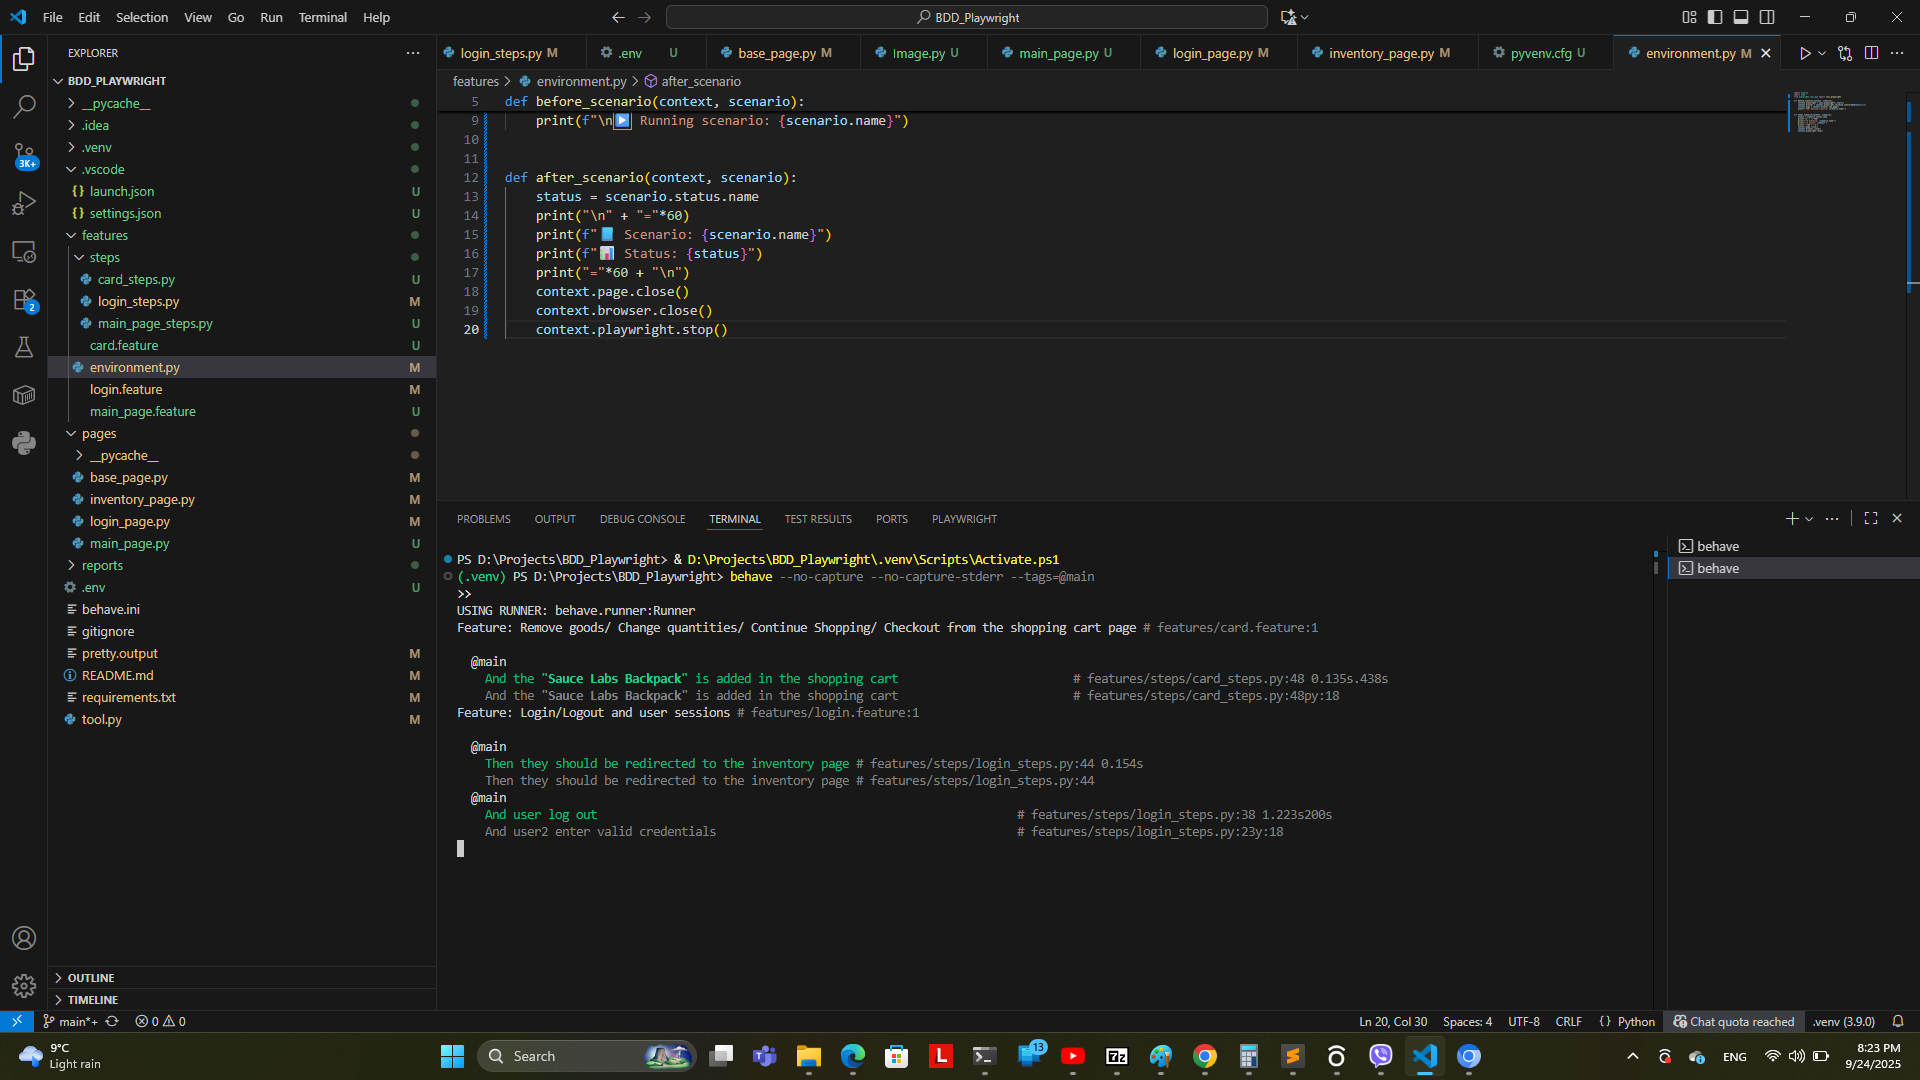 File Edit Selection View Go Run Terminal Help
BDD_Playwright
EXPLORER
BDD_PLAYWRIGHT
__pycache__
.idea
.venv
.vscode
launch.json U
settings.json U
features
steps
card_steps.py U
login_steps.py M
main_page_steps.py U
card.feature U
environment.py M
login.feature M
main_page.feature U
pages
__pycache__
base_page.py M
inventory_page.py M
login_page.py M
main_page.py U
reports
.env U
behave.ini
gitignore
pretty.output M
README.md M
requirements.txt M
tool.py M
OUTLINE
TIMELINE
3K+
2
login_steps.py M .env U base_page.py M Image.py U main_page.py U login_page.py M inventory_page.py M pyvenv.cfg U environment.py M
features > environment.py > after_scenario
5 def before_scenario(context, scenario):
9 print(f"\n▶️ Running scenario: {scenario.name}")
10
11
12 def after_scenario(context, scenario):
13 status = scenario.status.name
14 print("\n" + "="*60)
15 print(f"📘 Scenario: {scenario.name}")
16 print(f"📊 Status: {status}")
17 print("="*60 + "\n")
18 context.page.close()
19 context.browser.close()
20 context.playwright.stop()
PROBLEMS OUTPUT DEBUG CONSOLE TERMINAL TEST RESULTS PORTS PLAYWRIGHT
behave
behave
PS D:\Projects\BDD_Playwright> & D:\Projects\BDD_Playwright\.venv\Scripts\Activate.ps1
(.venv) PS D:\Projects\BDD_Playwright> behave --no-capture --no-capture-stderr --tags=@main
>>
USING RUNNER: behave.runner:Runner
Feature: Remove goods/ Change quantities/ Continue Shopping/ Checkout from the shopping cart page # features/card.feature:1
@main
And the "Sauce Labs Backpack" is added in the shopping cart # features/steps/card_steps.py:48 0.135s.438s
And the "Sauce Labs Backpack" is added in the shopping cart # features/steps/card_steps.py:48py:18
Feature: Login/Logout and user sessions # features/login.feature:1
@main
Then they should be redirected to the inventory page # features/steps/login_steps.py:44 0.154s
Then they should be redirected to the inventory page # features/steps/login_steps.py:44
@main
And user log out # features/steps/login_steps.py:38 1.223s200s
And user2 enter valid credentials # features/steps/login_steps.py:23y:18
main*+ 0 0 Ln 20, Col 30 Spaces: 4 UTF-8 CRLF {} Python Chat quota reached .venv (3.9.0)
9°C
Light rain
Search
13
L
7z
ENG
8:23 PM
9/24/2025